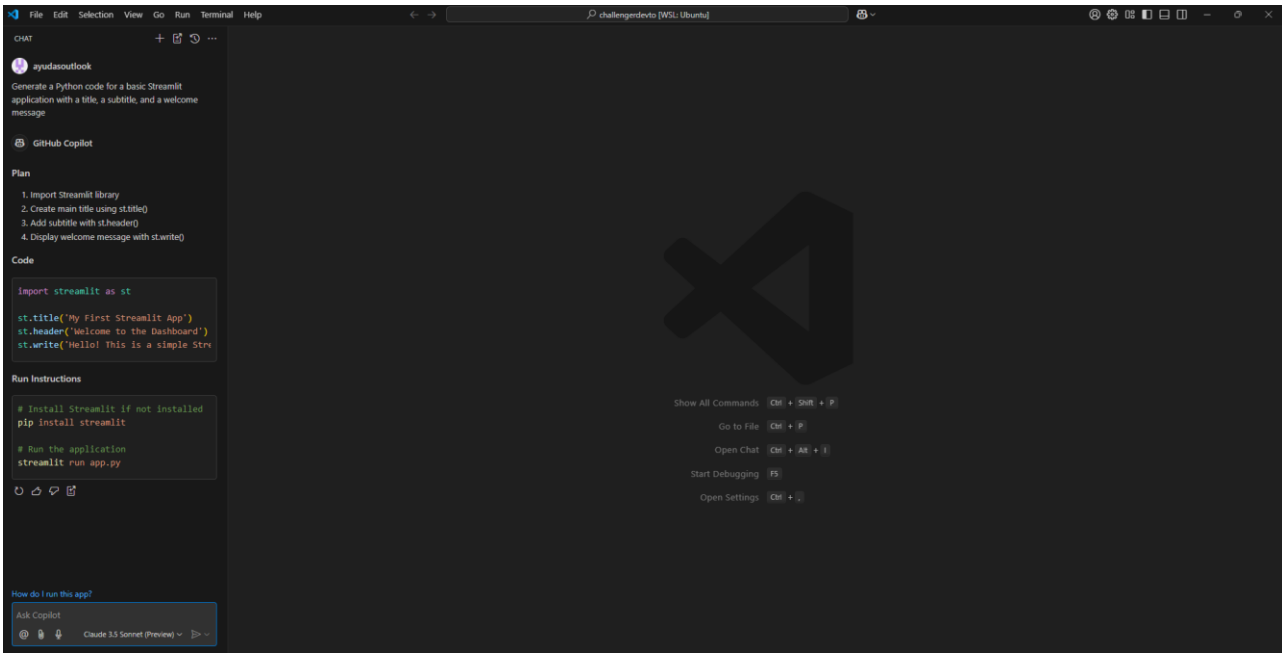 File Edit Selection View Go Run Terminal Help
challengerdevto [WSL: Ubuntu]
CHAT
ayudasoutlook
Generate a Python code for a basic Streamlit
application with a title, a subtitle, and a welcome
message
GitHub Copilot
Plan
1. Import Streamlit library
2. Create main title using st.title()
3. Add subtitle with st.header()
4. Display welcome message with st.write()
Code
import streamlit as st
st.title('My First Streamlit App')
st.header('Welcome to the Dashboard')
st.write('Hello! This is a simple Stre
Run Instructions
# Install Streamlit if not installed
pip install streamlit
# Run the application
streamlit run app.py
How do I run this app?
Ask Copilot
Claude 3.5 Sonnet (Preview)
Show All Commands Ctrl + Shift + P
Go to File Ctrl + P
Open Chat Ctrl + Alt + I
Start Debugging F5
Open Settings Ctrl + ,